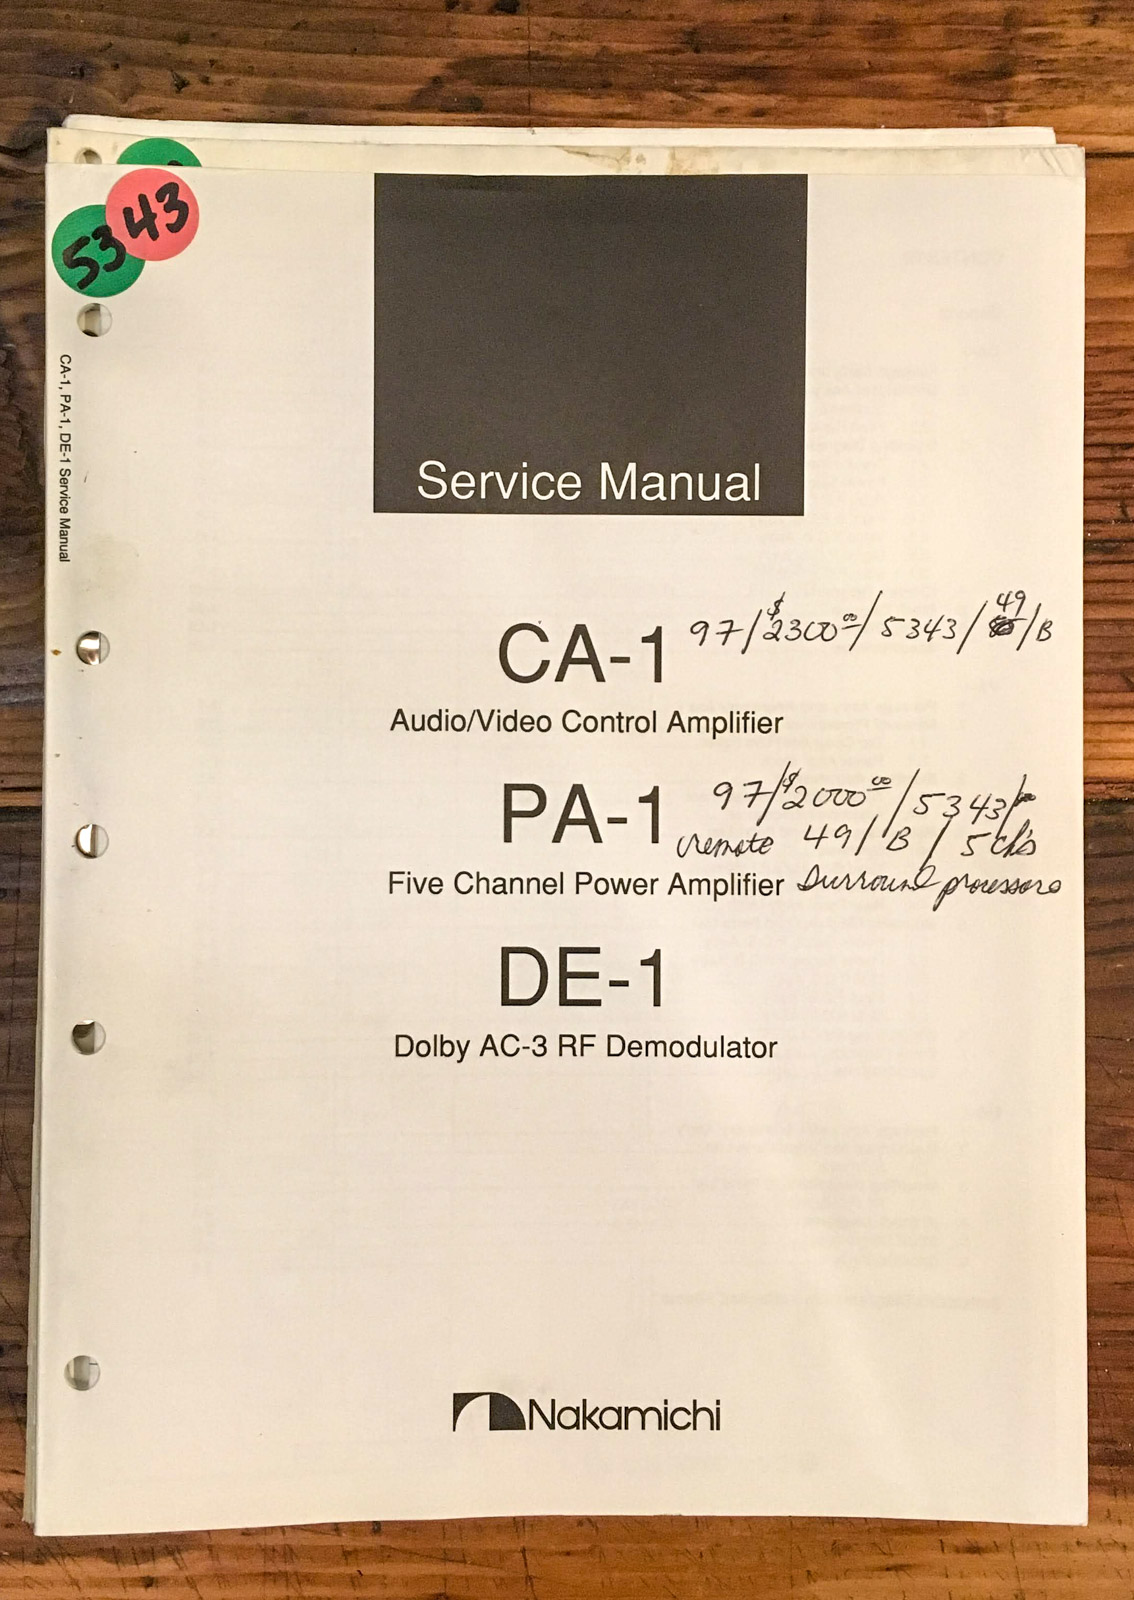 53
43
CA-1, PA-1, DE-1 Service Manual
Service Manual
CA-1 97/$2300⁰⁰/5343/49/B
Audio/Video Control Amplifier
PA-1 97/$2000⁰⁰/5343/
remote 49/B/5 ch's
Five Channel Power Amplifier Surround processors
DE-1
Dolby AC-3 RF Demodulator
Nakamichi